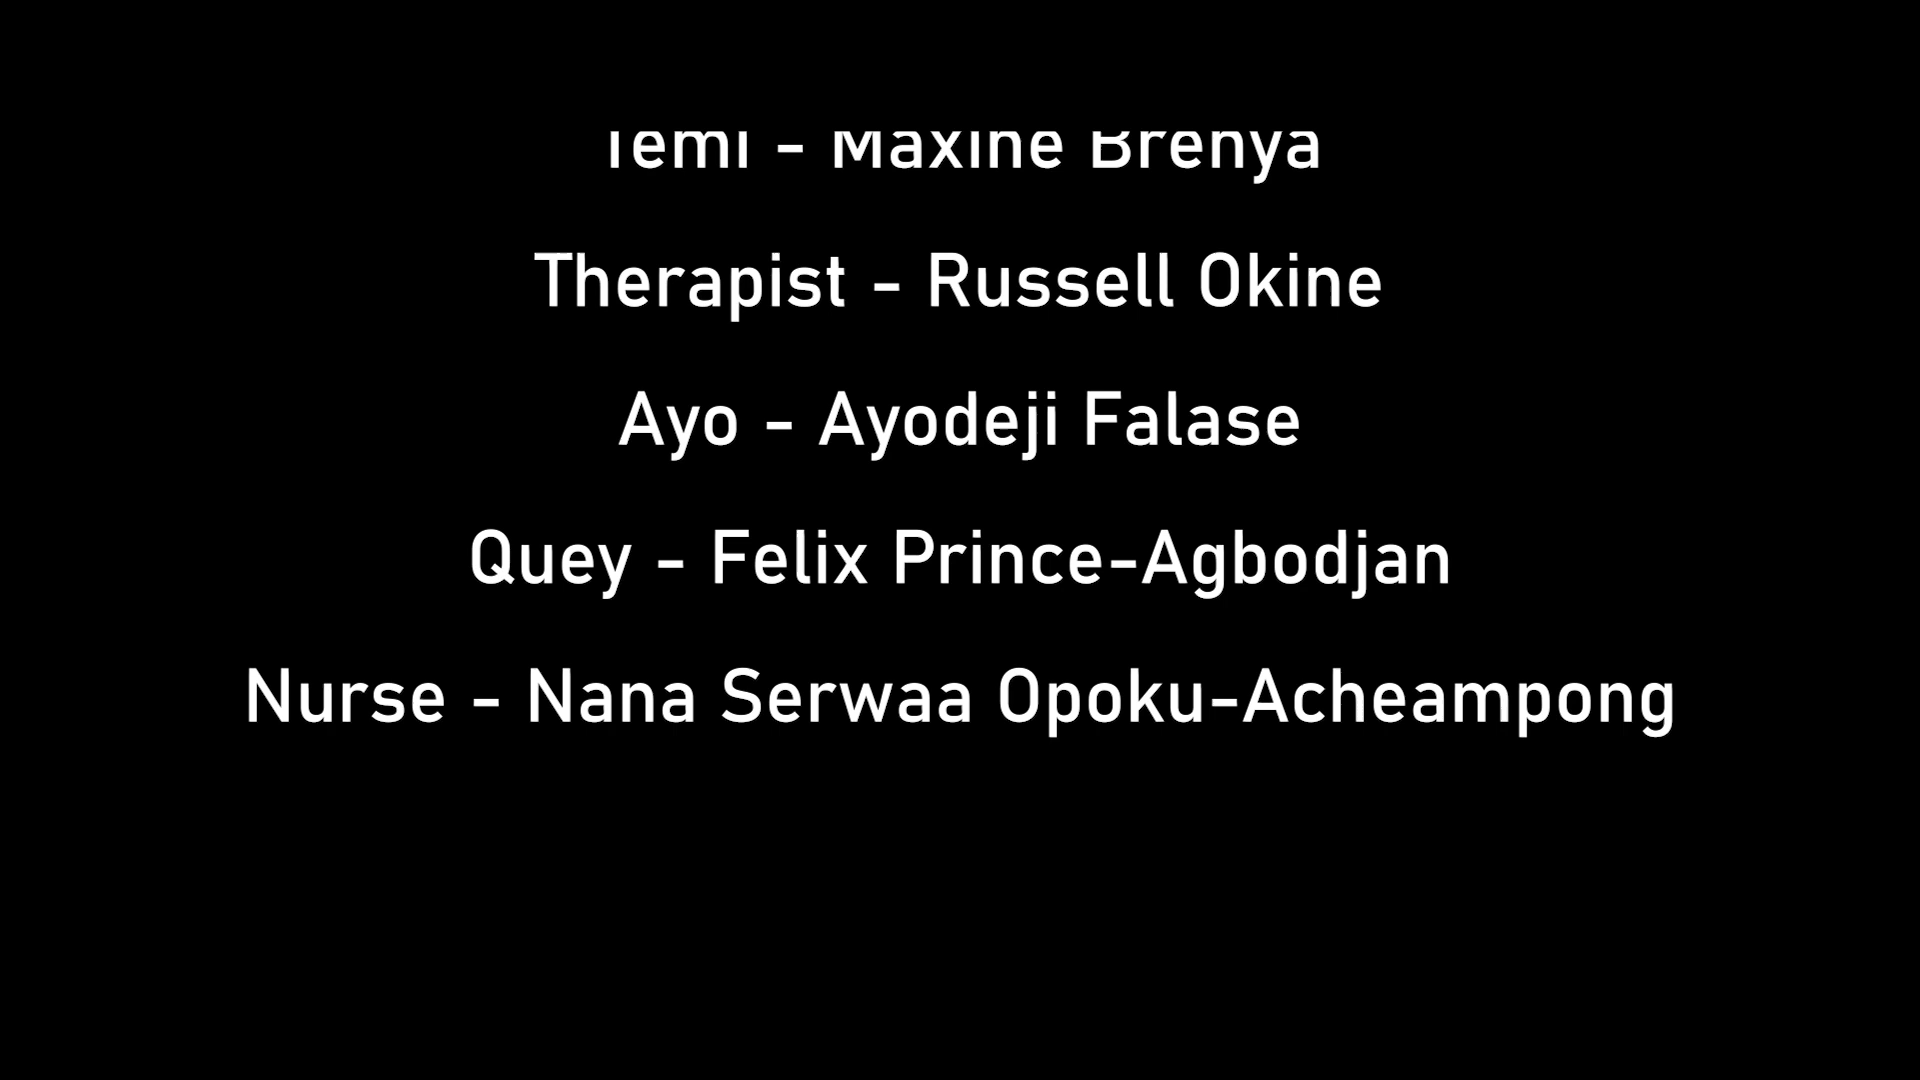 Temi - Maxine Brenya
Therapist - Russell Okine
Ayo - Ayodeji Falase
Quey - Felix Prince-Agbodjan
Nurse - Nana Serwaa Opoku-Acheampong